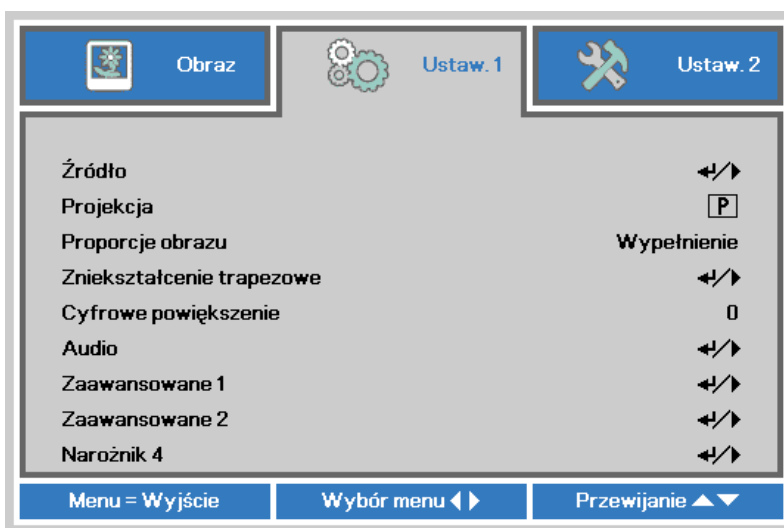 Obraz
Ustaw. 1
Ustaw. 2
Źródło
Projekcja P
Proporcje obrazu Wypełnienie
Zniekształcenie trapezowe
Cyfrowe powiększenie 0
Audio
Zaawansowane 1
Zaawansowane 2
Narożnik 4
Menu = Wyjście
Wybór menu
Przewijanie